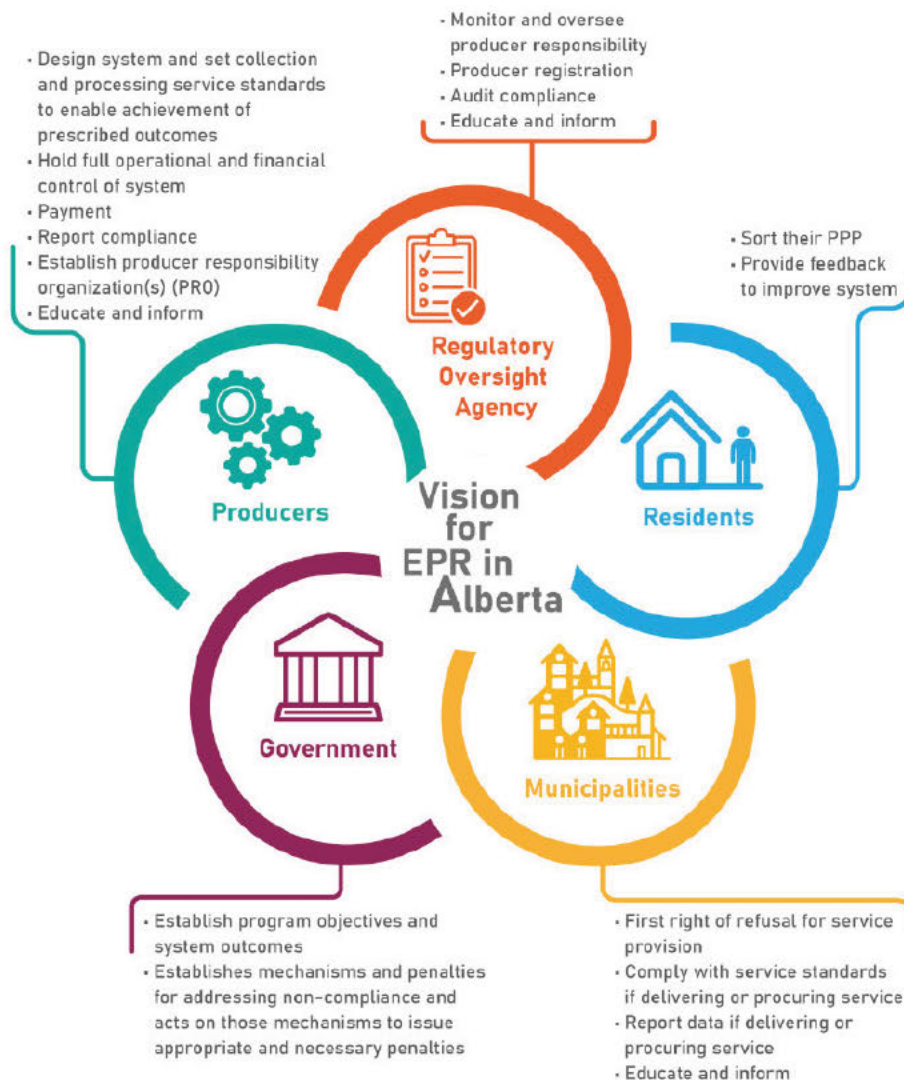 · Monitor and oversee
producer responsibility
· Producer registration
· Audit compliance
· Educate and inform
· Design system and set collection
and processing service standards
to enable achievement of
prescribed outcomes
· Hold full operational and financial
control of system
· Payment
· Report compliance
· Establish producer responsibility
organization(s) (PRO)
· Educate and inform
· Sort their PPP
· Provide feedback
to improve system
Regulatory
Oversight
Agency
Producers
Residents
Vision
for
EPR in
Alberta
Government
Municipalities
· Establish program objectives and
system outcomes
· Establishes mechanisms and penalties
for addressing non-compliance and
acts on those mechanisms to issue
appropriate and necessary penalties
· First right of refusal for service
provision
· Comply with service standards
if delivering or procuring service
· Report data if delivering or
procuring service
· Educate and inform